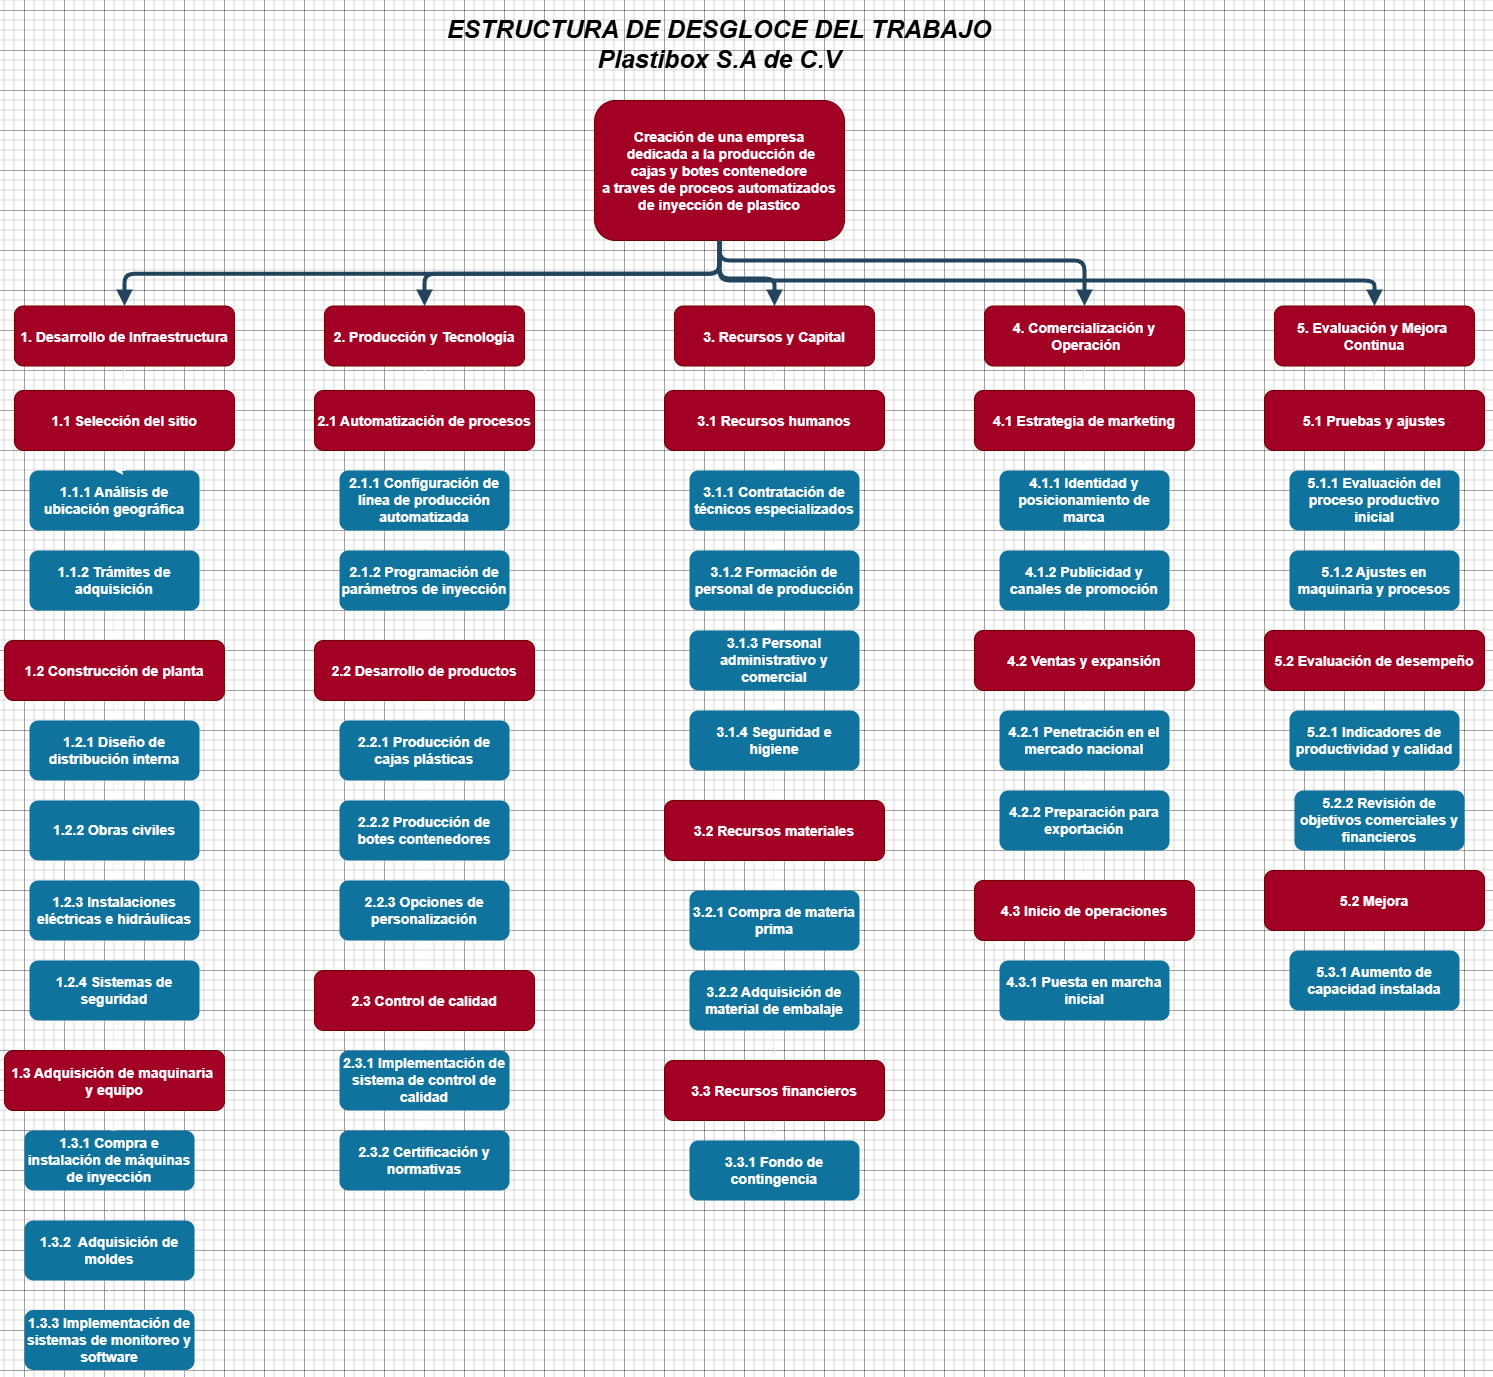 ESTRUCTURA DE DESGLOCE DEL TRABAJO
Plastibox S.A de C.V
Creación de una empresa
dedicada a la producción de
cajas y botes contenedore
a traves de proceos automatizados
de inyección de plastico
1. Desarrollo de Infraestructura
1.1 Selección del sitio
1.1.1 Análisis de
ubicación geográfica
1.1.2 Trámites de
adquisición
1.2 Construcción de planta
1.2.1 Diseño de
distribución interna
1.2.2 Obras civiles
1.2.3 Instalaciones
eléctricas e hidráulicas
1.2.4 Sistemas de
seguridad
1.3 Adquisición de maquinaria
y equipo
1.3.1 Compra e
instalación de máquinas
de inyección
1.3.2  Adquisición de
moldes
1.3.3 Implementación de
sistemas de monitoreo y
software
2. Producción y Tecnología
2.1 Automatización de procesos
2.1.1 Configuración de
línea de producción
automatizada
2.1.2 Programación de
parámetros de inyección
2.2 Desarrollo de productos
2.2.1 Producción de
cajas plásticas
2.2.2 Producción de
botes contenedores
2.2.3 Opciones de
personalización
2.3 Control de calidad
2.3.1 Implementación de
sistema de control de
calidad
2.3.2 Certificación y
normativas
3. Recursos y Capital
3.1 Recursos humanos
3.1.1 Contratación de
técnicos especializados
3.1.2 Formación de
personal de producción
3.1.3 Personal
administrativo y
comercial
3.1.4 Seguridad e
higiene
3.2 Recursos materiales
3.2.1 Compra de materia
prima
3.2.2 Adquisición de
material de embalaje
3.3 Recursos financieros
3.3.1 Fondo de
contingencia
4. Comercialización y
Operación
4.1 Estrategia de marketing
4.1.1 Identidad y
posicionamiento de
marca
4.1.2 Publicidad y
canales de promoción
4.2 Ventas y expansión
4.2.1 Penetración en el
mercado nacional
4.2.2 Preparación para
exportación
4.3 Inicio de operaciones
4.3.1 Puesta en marcha
inicial
5. Evaluación y Mejora
Continua
5.1 Pruebas y ajustes
5.1.1 Evaluación del
proceso productivo
inicial
5.1.2 Ajustes en
maquinaria y procesos
5.2 Evaluación de desempeño
5.2.1 Indicadores de
productividad y calidad
5.2.2 Revisión de
objetivos comerciales y
financieros
5.2 Mejora
5.3.1 Aumento de
capacidad instalada